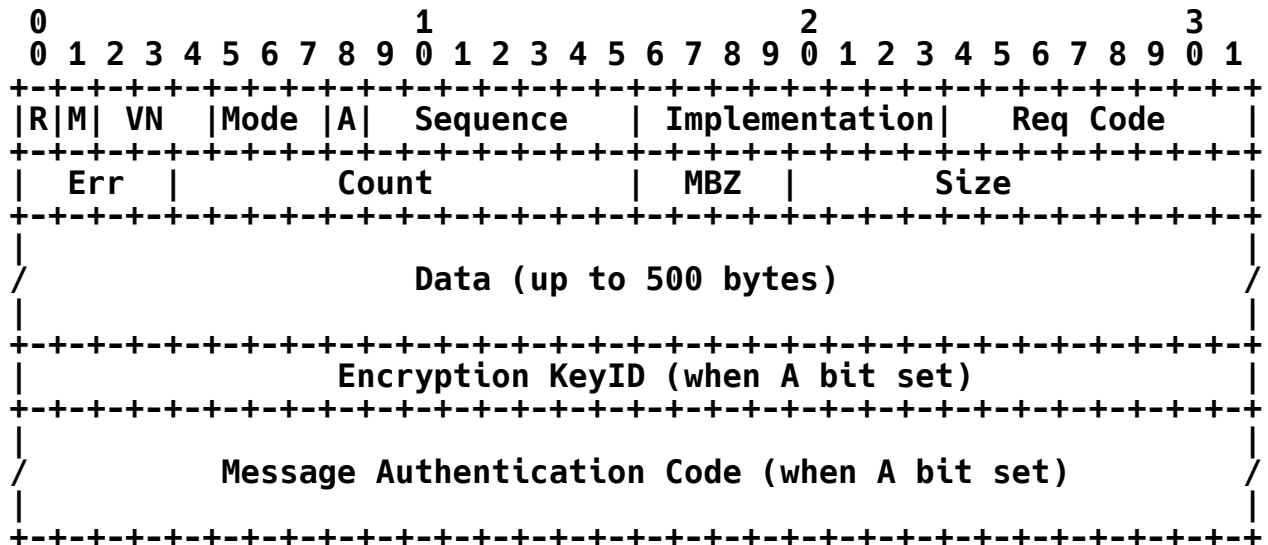 0                   1                   2                   3
 0 1 2 3 4 5 6 7 8 9 0 1 2 3 4 5 6 7 8 9 0 1 2 3 4 5 6 7 8 9 0 1
+-+-+-+-+-+-+-+-+-+-+-+-+-+-+-+-+-+-+-+-+-+-+-+-+-+-+-+-+-+-+-+-+
|R|M| VN  |Mode |A|  Sequence   | Implementation|   Req Code    |
+-+-+-+-+-+-+-+-+-+-+-+-+-+-+-+-+-+-+-+-+-+-+-+-+-+-+-+-+-+-+-+-+
|  Err  |        Count          |  MBZ  |       Size            |
+-+-+-+-+-+-+-+-+-+-+-+-+-+-+-+-+-+-+-+-+-+-+-+-+-+-+-+-+-+-+-+-+
|                                                               |
/                    Data (up to 500 bytes)                     /
|                                                               |
+-+-+-+-+-+-+-+-+-+-+-+-+-+-+-+-+-+-+-+-+-+-+-+-+-+-+-+-+-+-+-+-+
|                Encryption KeyID (when A bit set)              |
+-+-+-+-+-+-+-+-+-+-+-+-+-+-+-+-+-+-+-+-+-+-+-+-+-+-+-+-+-+-+-+-+
|                                                               |
/          Message Authentication Code (when A bit set)         /
|                                                               |
+-+-+-+-+-+-+-+-+-+-+-+-+-+-+-+-+-+-+-+-+-+-+-+-+-+-+-+-+-+-+-+-+